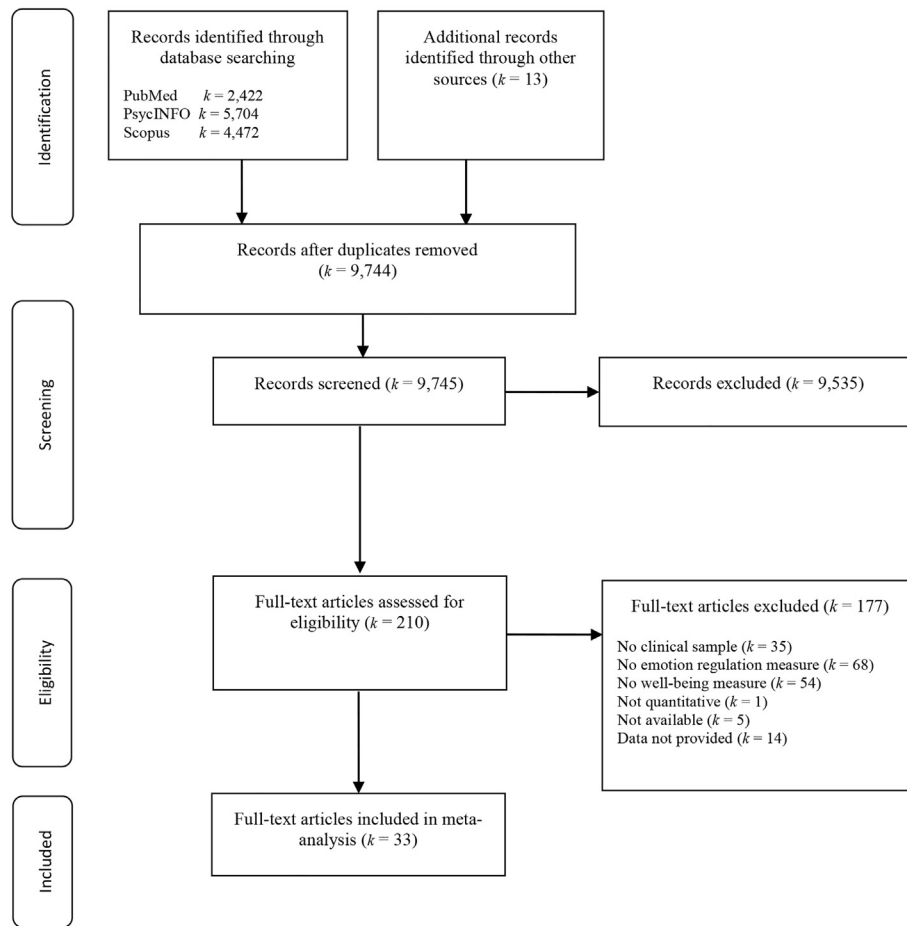 Identification
Records identified through
database searching
PubMed k = 2,422
PsycINFO k = 5,704
Scopus k = 4,472
Additional records
identified through other
sources (k = 13)
Records after duplicates removed
(k = 9,744)
Screening
Records screened (k = 9,745)
Records excluded (k = 9,535)
Eligibility
Full-text articles assessed for
eligibility (k = 210)
Full-text articles excluded (k = 177)
No clinical sample (k = 35)
No emotion regulation measure (k = 68)
No well-being measure (k = 54)
Not quantitative (k = 1)
Not available (k = 5)
Data not provided (k = 14)
Included
Full-text articles included in meta-
analysis (k = 33)